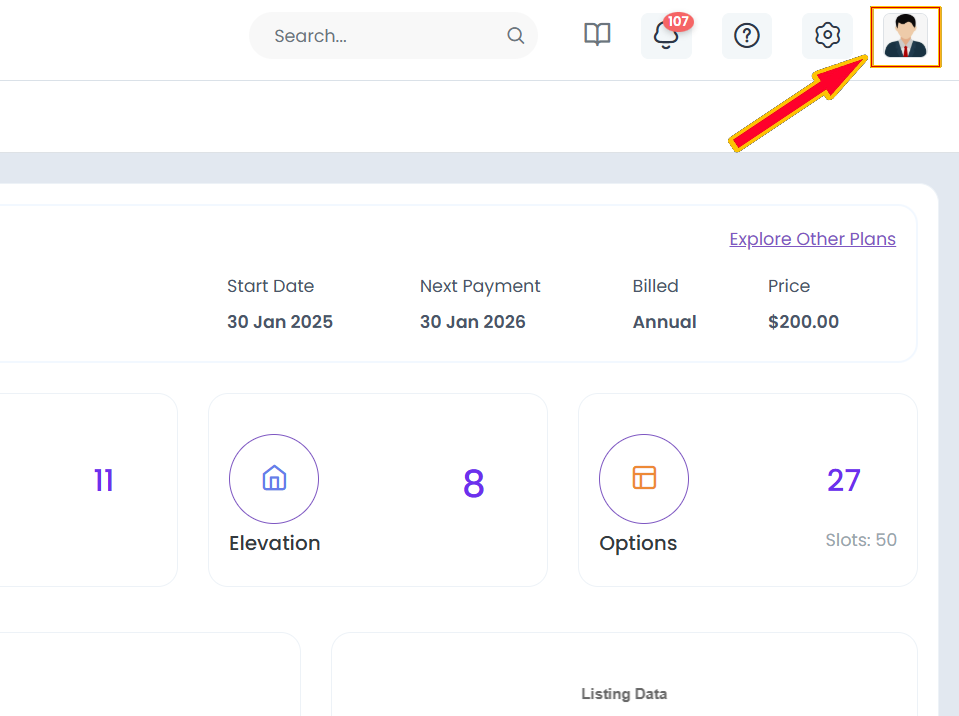 Search...
107
Explore Other Plans
Start Date Next Payment Billed Price
30 Jan 2025 30 Jan 2026 Annual $200.00
11 8 27
Elevation Options Slots: 50
Listing Data